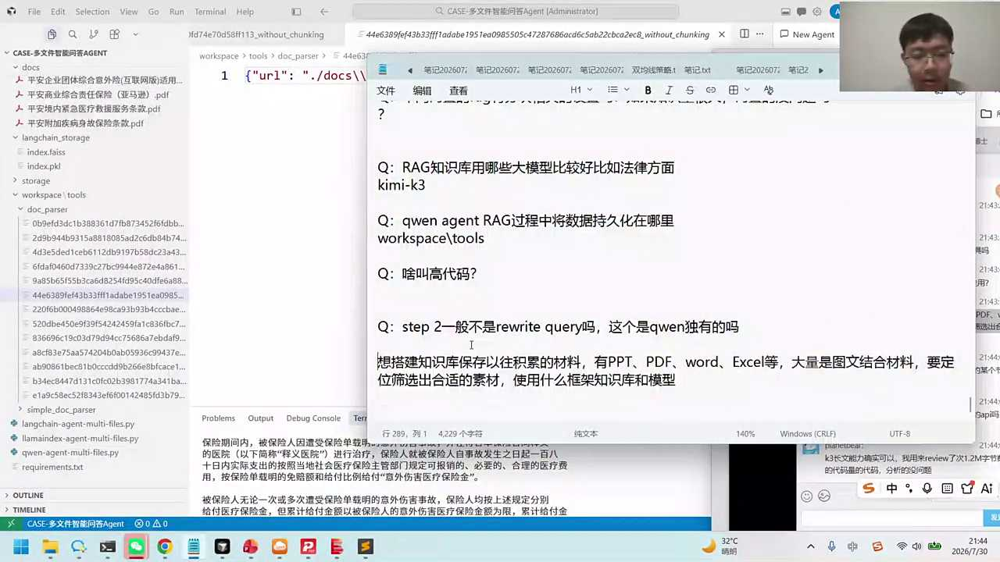 File Edit Selection View Go Run Terminal Help
CASE-多文件智能问答Agent [Administrator]
0fd74e70d58ff113_without_chunking
44e6389fef43b33fff1adabe1951ea0985505c47287686acd6c5ab22cbca2ec8_without_chunking
New Agent
CASE-多文件智能问答AGENT
docs
平安企业团体综合意外险(互联网版)适用...
平安商业综合责任保险（亚马逊）.pdf
平安境内紧急医疗救援服务条款.pdf
平安附加疾病身故保险条款.pdf
langchain_storage
index.faiss
index.pkl
storage
workspace \ tools
doc_parser
0b9efd3dc1b388361d7fb873452f6fdbb...
2d9b944b9315a8818085ad2c6db84b74...
4d3e5ded1ceb6112db9197b58dc23a43...
6fdaf0460d7339c27bc9944e872e4a861...
9a85b65f55b3ca6d8254fd95c40dfe6a88...
44e6389fef43b33fff1adabe1951ea0985...
220f6b000498864e98ca93b93b4cccbae...
520dbe436f450e9f39f54242459fa1c836fbb...
836696c19c03d79d94cc75686a7ebdaf9...
a8cf83e75aa574204b0ab05936c99437e...
ab90861bec81b0cccdd9b266e8bfcace1...
b34ec8447d131c0fc02b3981774a341ba...
e1a9c58ec52f8343ef6f00142485fd3b79...
simple_doc_parser
langchain-agent-multi-files.py
llamaindex-agent-multi-files.py
qwen-agent-multi-files.py
requirements.txt
OUTLINE
TIMELINE
workspace > tools > doc_parser >
1 {"url": "./docs\\
笔记2026072 笔记2026072 笔记2026072 笔记2026072 双均线策略.t 笔记.txt 笔记2026072 笔记2
文件 编辑 查看
H1
?
Q：RAG知识库用哪些大模型比较好比如法律方面
kimi-k3
Q：qwen agent RAG过程中将数据持久化在哪里
workspace\tools
Q：啥叫高代码？
Q：step 2一般不是rewrite query吗，这个是qwen独有的吗
想搭建知识库保存以往积累的材料，有PPT、PDF、word、Excel等，大量是图文结合材料，要定
位筛选出合适的素材，使用什么框架知识库和模型
行 289，列 1 4,229 个字符 纯文本 140% Windows (CRLF) UTF-8
Problems Output Debug Console
保险期间内，被保险人因遭受保险单载明的
的医院（以下简称“释义医院”）进行治疗，保险人就被保险人自事故发生之日起一百八
十日内实际支出的按照当地社会医疗保险主管部门规定可报销的、必要的、合理的医疗费
用，按保险单载明的免赔额和给付比例给付“意外伤害医疗保险金”。
被保险人无论一次或多次遭受保险单载明的意外伤害事故，保险人均按上述规定分别
给付医疗保险金，但累计给付金额以被保险人的意外伤害医疗保险金额为限，累计给付金
k3长文能力确实可以，我用来review了次1.2M字节
的代码量的代码，分析的没问题
中
CASE-多文件智能问答Agent 0 0
32°C
晴朗
21:44
2026/7/30